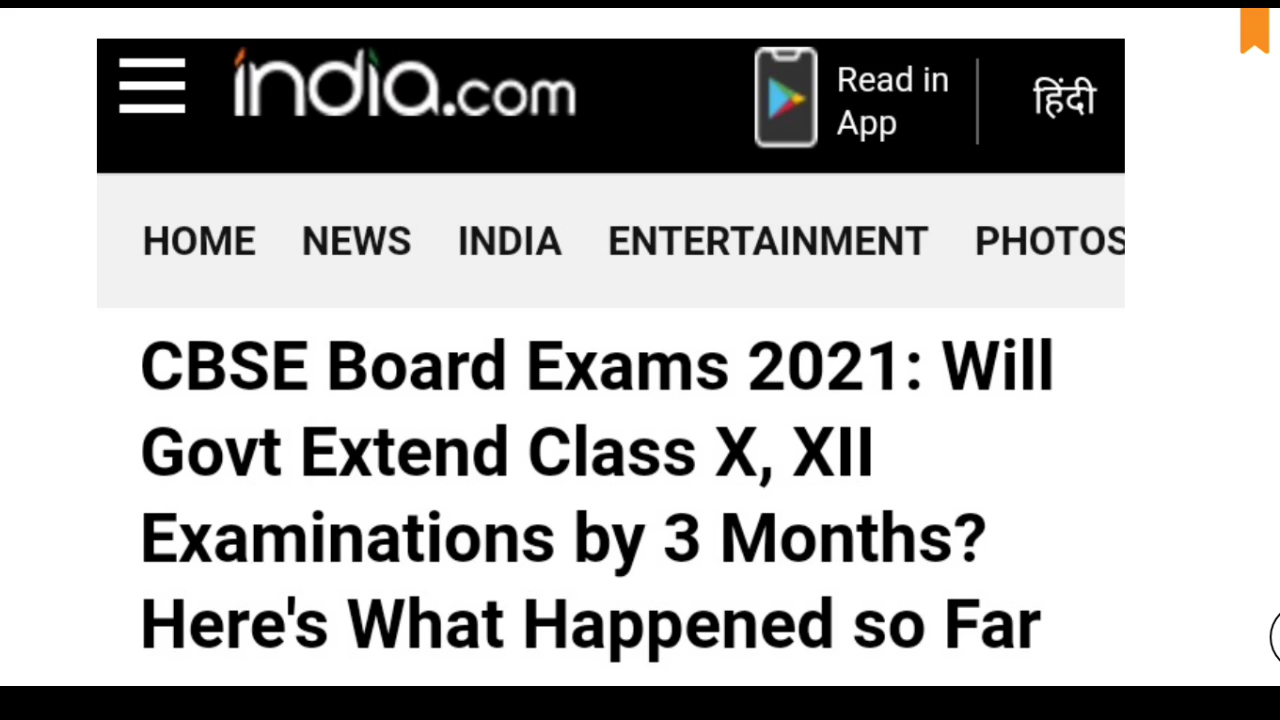 india.com
Read in
App
हिंदी
HOME NEWS INDIA ENTERTAINMENT PHOTOS
CBSE Board Exams 2021: Will
Govt Extend Class X, XII
Examinations by 3 Months?
Here's What Happened so Far